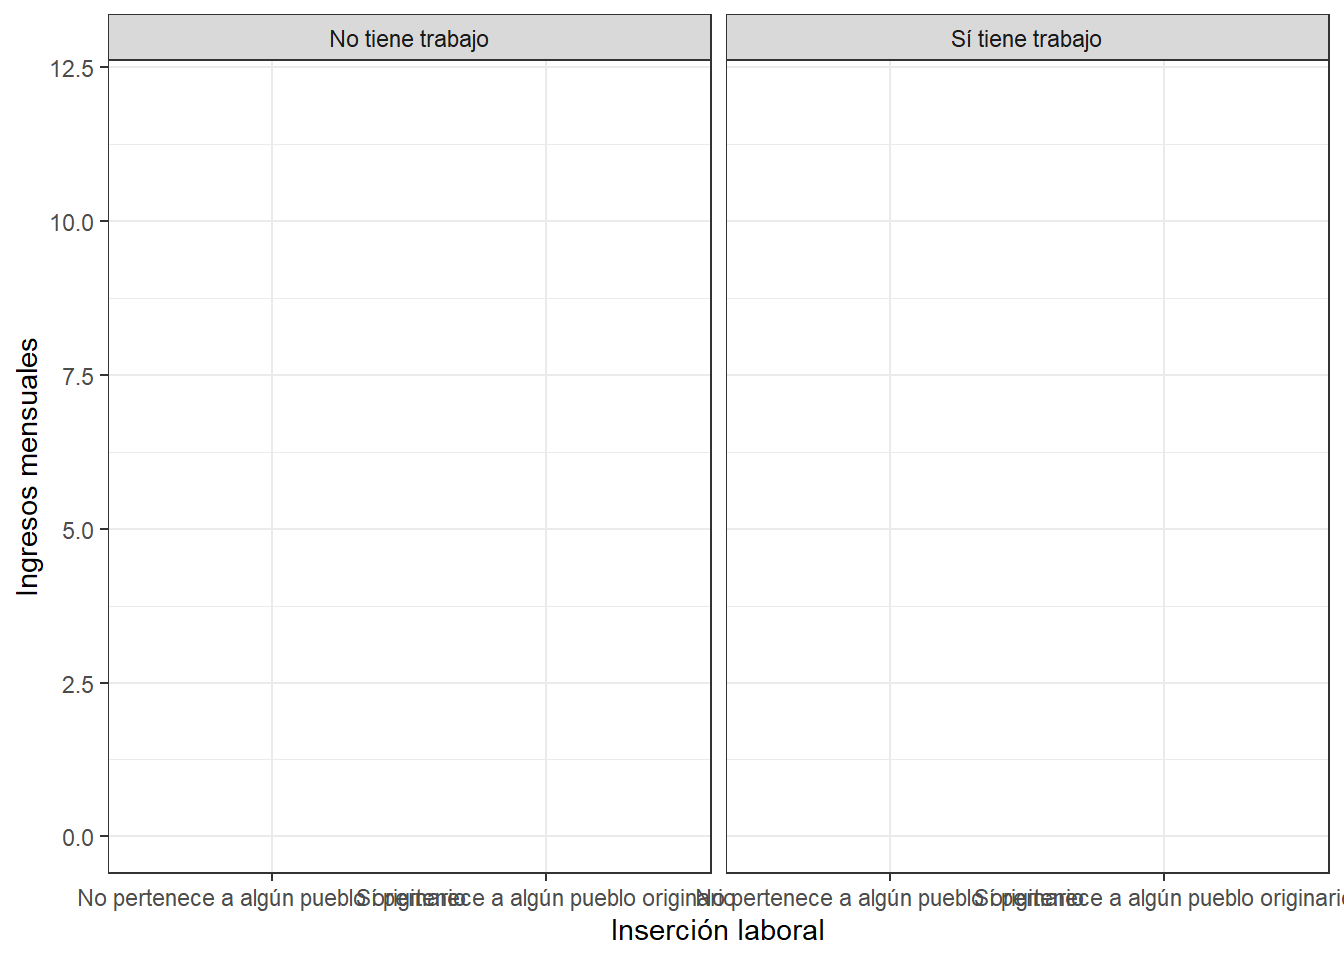 No tiene trabajo
Sí tiene trabajo
12.5
10.0
7.5
5.0
2.5
0.0
Ingresos mensuales
No pertenece a algún pueblo originario
Sí pertenece a algún pueblo originario
No pertenece a algún pueblo originario
Sí pertenece a algún pueblo originario
Inserción laboral